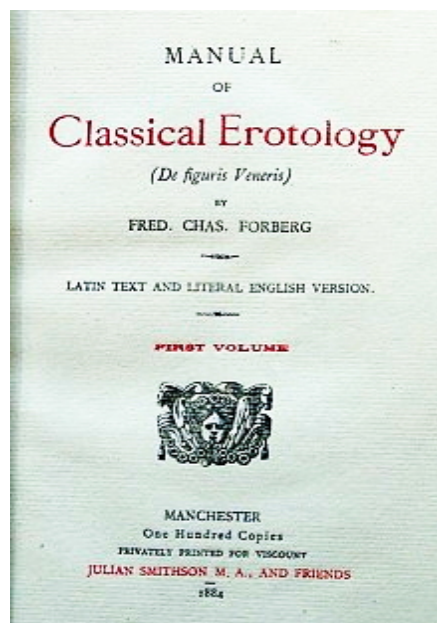 MANUAL
OF
Classical Erotology
(De figuris Veneris)
BY
FRED. CHAS. FORBERG
LATIN TEXT AND LITERAL ENGLISH VERSION.
FIRST VOLUME
MANCHESTER
One Hundred Copies
PRIVATELY PRINTED FOR VISCOUNT
JULIAN SMITHSON M. A., AND FRIENDS
1884